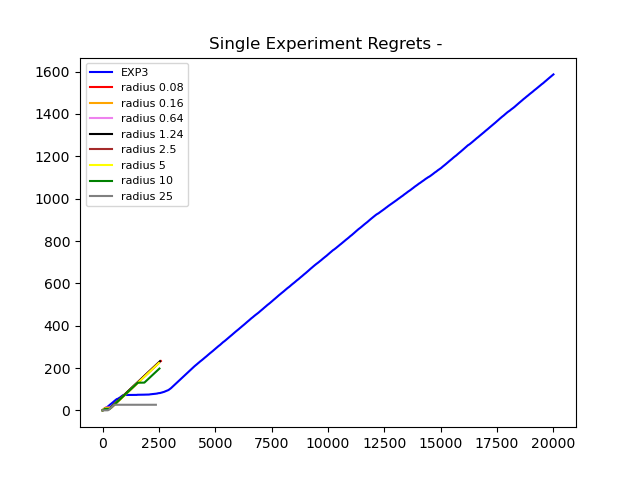 Single Experiment Regrets -
1600
1400
1200
1000
800
600
400
200
0
EXP3
radius 0.08
radius 0.16
radius 0.64
radius 1.24
radius 2.5
radius 5
radius 10
radius 25
0 2500 5000 7500 10000 12500 15000 17500 20000